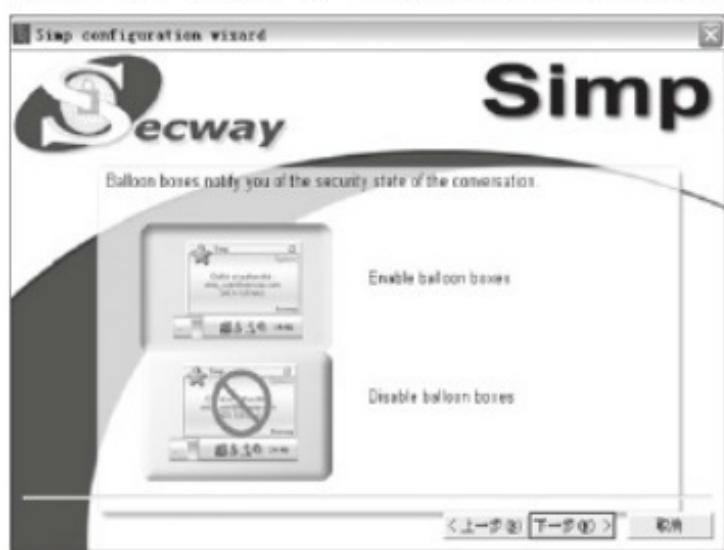 Simp configuration wizard
Secway
Simp
Balloon boxes notify you of the security state of the conversation.
Enable balloon boxes
Disable balloon boxes
<上一步(B) 下一步(N)> 取消